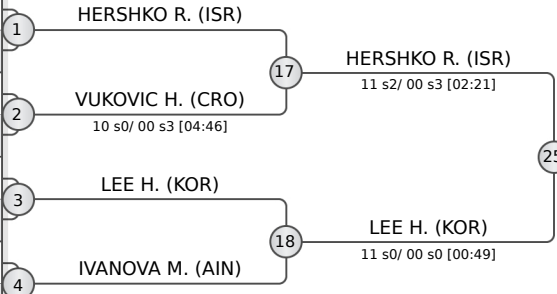 HERSHKO R. (ISR)
1
17
HERSHKO R. (ISR)
11 s2/ 00 s3 [02:21]
VUKOVIC H. (CRO)
2
10 s0/ 00 s3 [04:46]
25
LEE H. (KOR)
3
18
LEE H. (KOR)
11 s0/ 00 s0 [00:49]
IVANOVA M. (AIN)
4